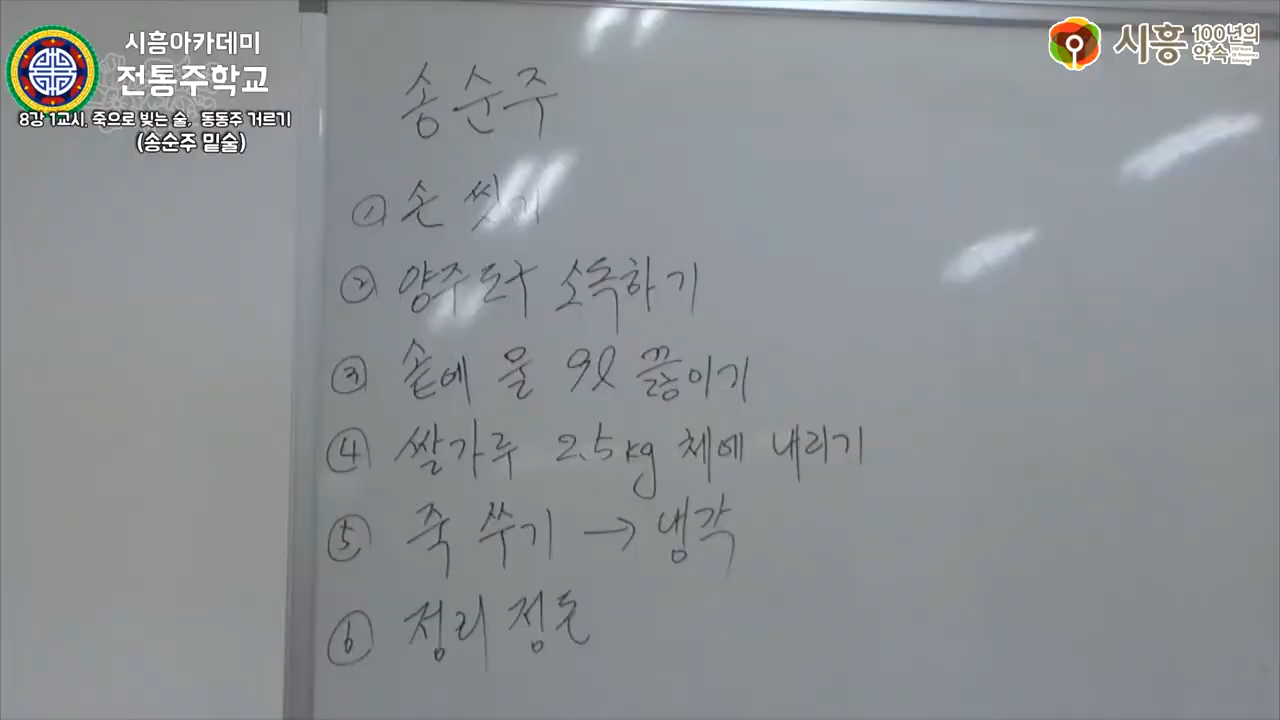 시흥아카데미
전통주학교
8강 1교시. 죽으로 빚는 술, 동동주 거르기
(송순주 밑술)
시흥 100년의 약속
송순주
① 손 씻기
② 양주도구 소독하기
③ 솥에 물 9ℓ 끓이기
④ 쌀가루 2.5kg 체에 내리기
⑤ 죽 쑤기 → 냉각
⑥ 정리 정돈